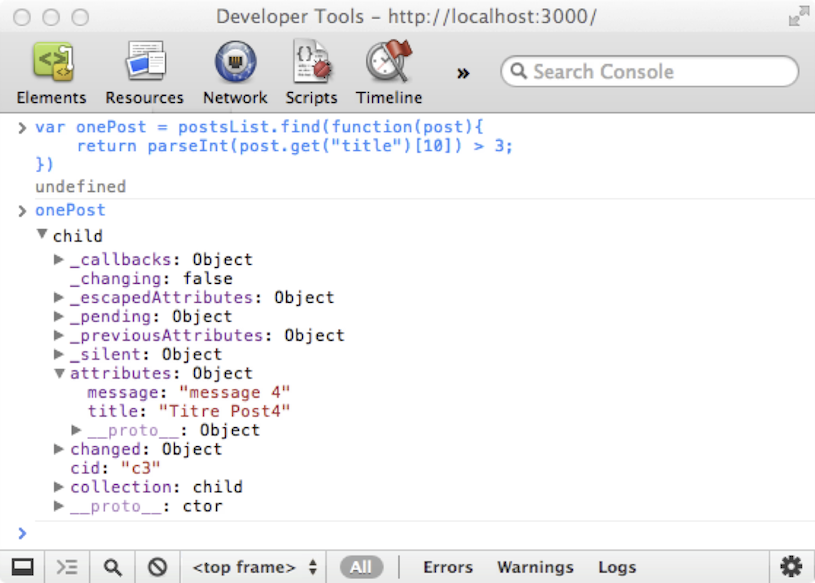 Developer Tools – http://localhost:3000/
Elements Resources Network Scripts Timeline » Search Console
var onePost = postsList.find(function(post){
return parseInt(post.get("title")[10]) > 3;
})
undefined
onePost
child
_callbacks: Object
_changing: false
_escapedAttributes: Object
_pending: Object
_previousAttributes: Object
_silent: Object
attributes: Object
message: "message 4"
title: "Titre Post4"
__proto__: Object
changed: Object
cid: "c3"
collection: child
__proto__: ctor
<top frame> All Errors Warnings Logs